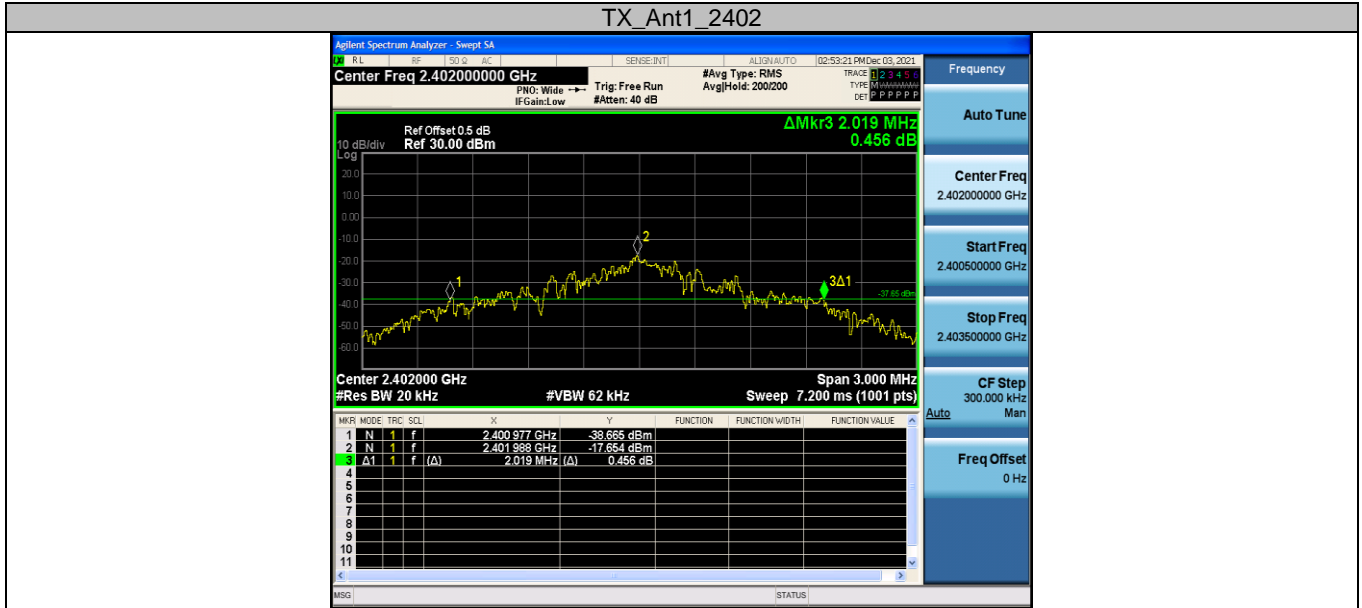 TX_Ant1_2402
Agilent Spectrum Analyzer - Swept SA
RL RF 50 Ω AC SENSE:INT ALIGNAUTO 02:53:21 PM Dec 03, 2021
Center Freq 2.402000000 GHz
PNO: Wide
IFGain:Low
Trig: Free Run
#Atten: 40 dB
#Avg Type: RMS
Avg|Hold: 200/200
TRACE 1 2 3 4 5 6
TYPE M
DET P P P P P P
ΔMkr3 2.019 MHz
0.456 dB
Ref Offset 0.5 dB
10 dB/div Ref 30.00 dBm
Log
20.0
10.0
0.00
-10.0
-20.0
-30.0
-40.0
-50.0
-60.0
1
2
3Δ1
-37.65 dBm
Center 2.402000 GHz Span 3.000 MHz
#Res BW 20 kHz #VBW 62 kHz Sweep 7.200 ms (1001 pts)
MKR MODE TRC SCL X Y FUNCTION FUNCTION WIDTH FUNCTION VALUE
1 N 1 f 2.400 977 GHz -38.665 dBm
2 N 1 f 2.401 988 GHz -17.654 dBm
3 Δ1 1 f (Δ) 2.019 MHz (Δ) 0.456 dB
4
5
6
7
8
9
10
11
MSG STATUS
Frequency
Auto Tune
Center Freq
2.402000000 GHz
Start Freq
2.400500000 GHz
Stop Freq
2.403500000 GHz
CF Step
300.000 kHz
Auto Man
Freq Offset
0 Hz